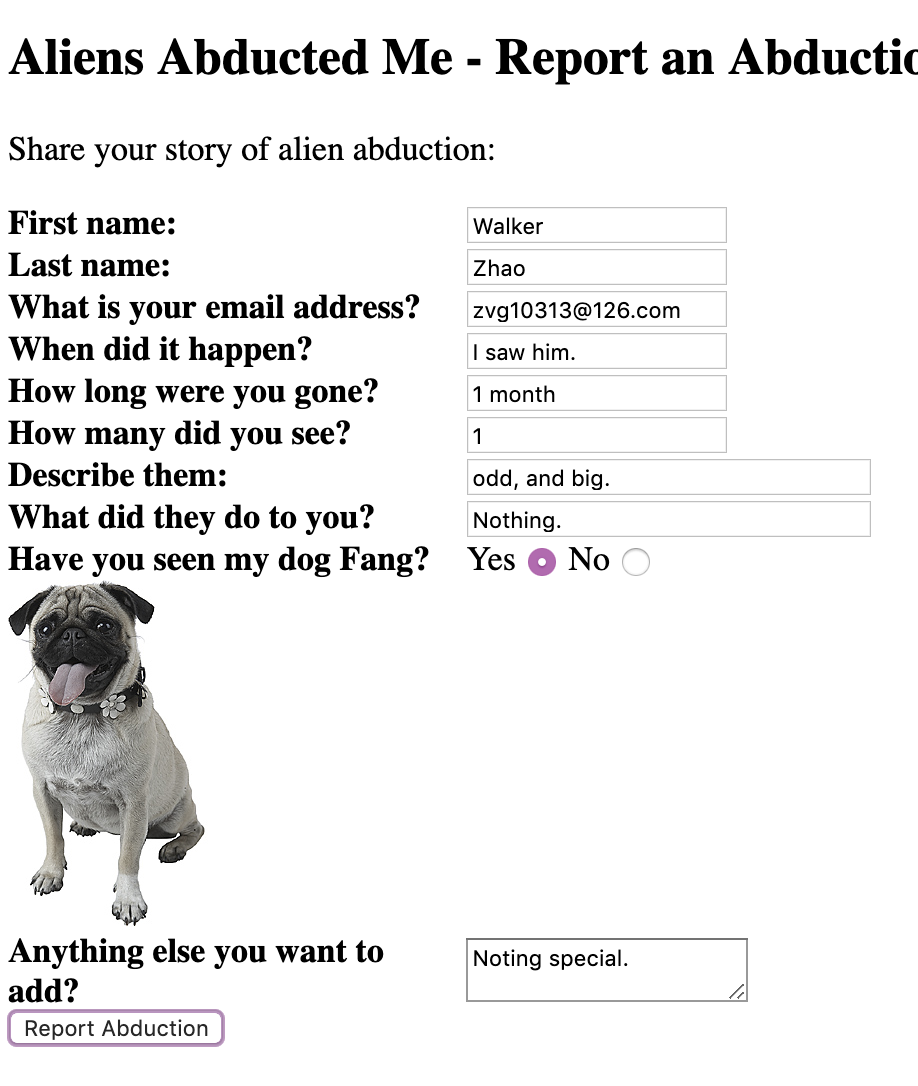 Aliens Abducted Me - Report an Abductio
Share your story of alien abduction:
First name: Walker
Last name: Zhao
What is your email address? zvg10313@126.com
When did it happen? I saw him.
How long were you gone? 1 month
How many did you see? 1
Describe them: odd, and big.
What did they do to you? Nothing.
Have you seen my dog Fang? Yes No
Anything else you want to Noting special.
add?
Report Abduction